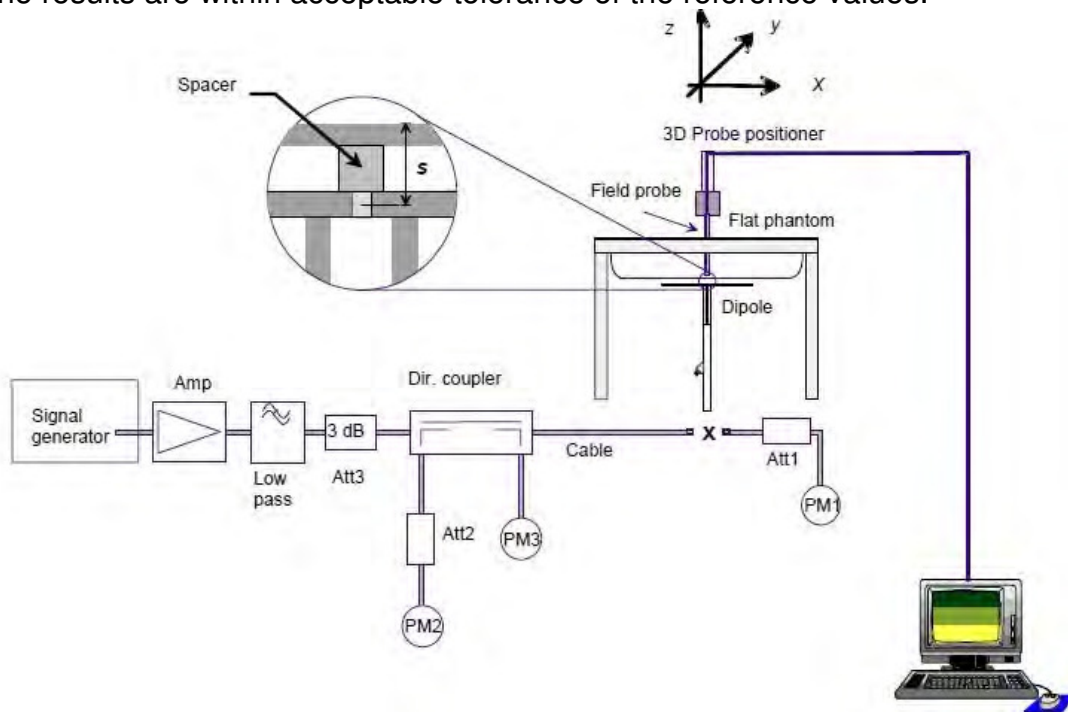 he results are within acceptable tolerance of the reference values.
z
y
x
Spacer
s
3D Probe positioner
Field probe
Flat phantom
Dipole
Signal
generator
Amp
Low
pass
3 dB
Att3
Dir. coupler
Cable
x
Att1
PM1
Att2
PM3
PM2